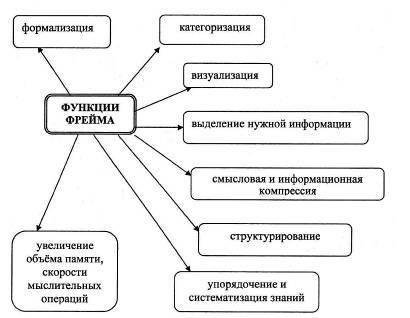 формализация
категоризация
визуализация
ФУНКЦИИ
ФРЕЙМА
выделение нужной информации
смысловая и информационная
компрессия
структурирование
увеличение
объёма памяти,
скорости
мыслительных
операций
упорядочение и
систематизация знаний